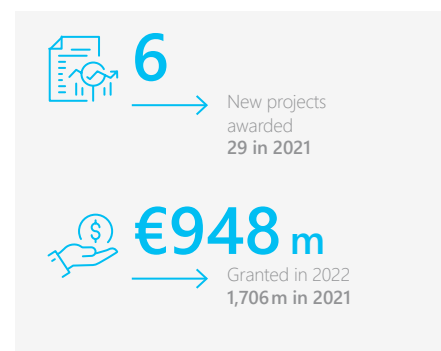 6
New projects
awarded
29 in 2021
$
€948 m
Granted in 2022
1,706m in 2021